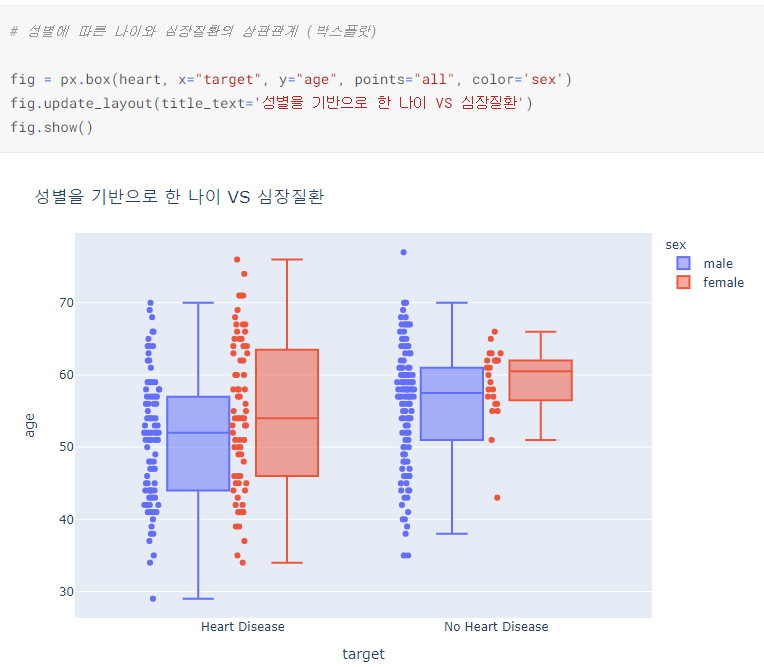 # 성별에 따른 나이와 심장질환의 상관관계 (박스플랏)
fig = px.box(heart, x="target", y="age", points="all", color='sex')
fig.update_layout(title_text='성별을 기반으로 한 나이 VS 심장질환')
fig.show()
성별을 기반으로 한 나이 VS 심장질환
sex
male
female
70
60
50
40
30
age
Heart Disease
No Heart Disease
target